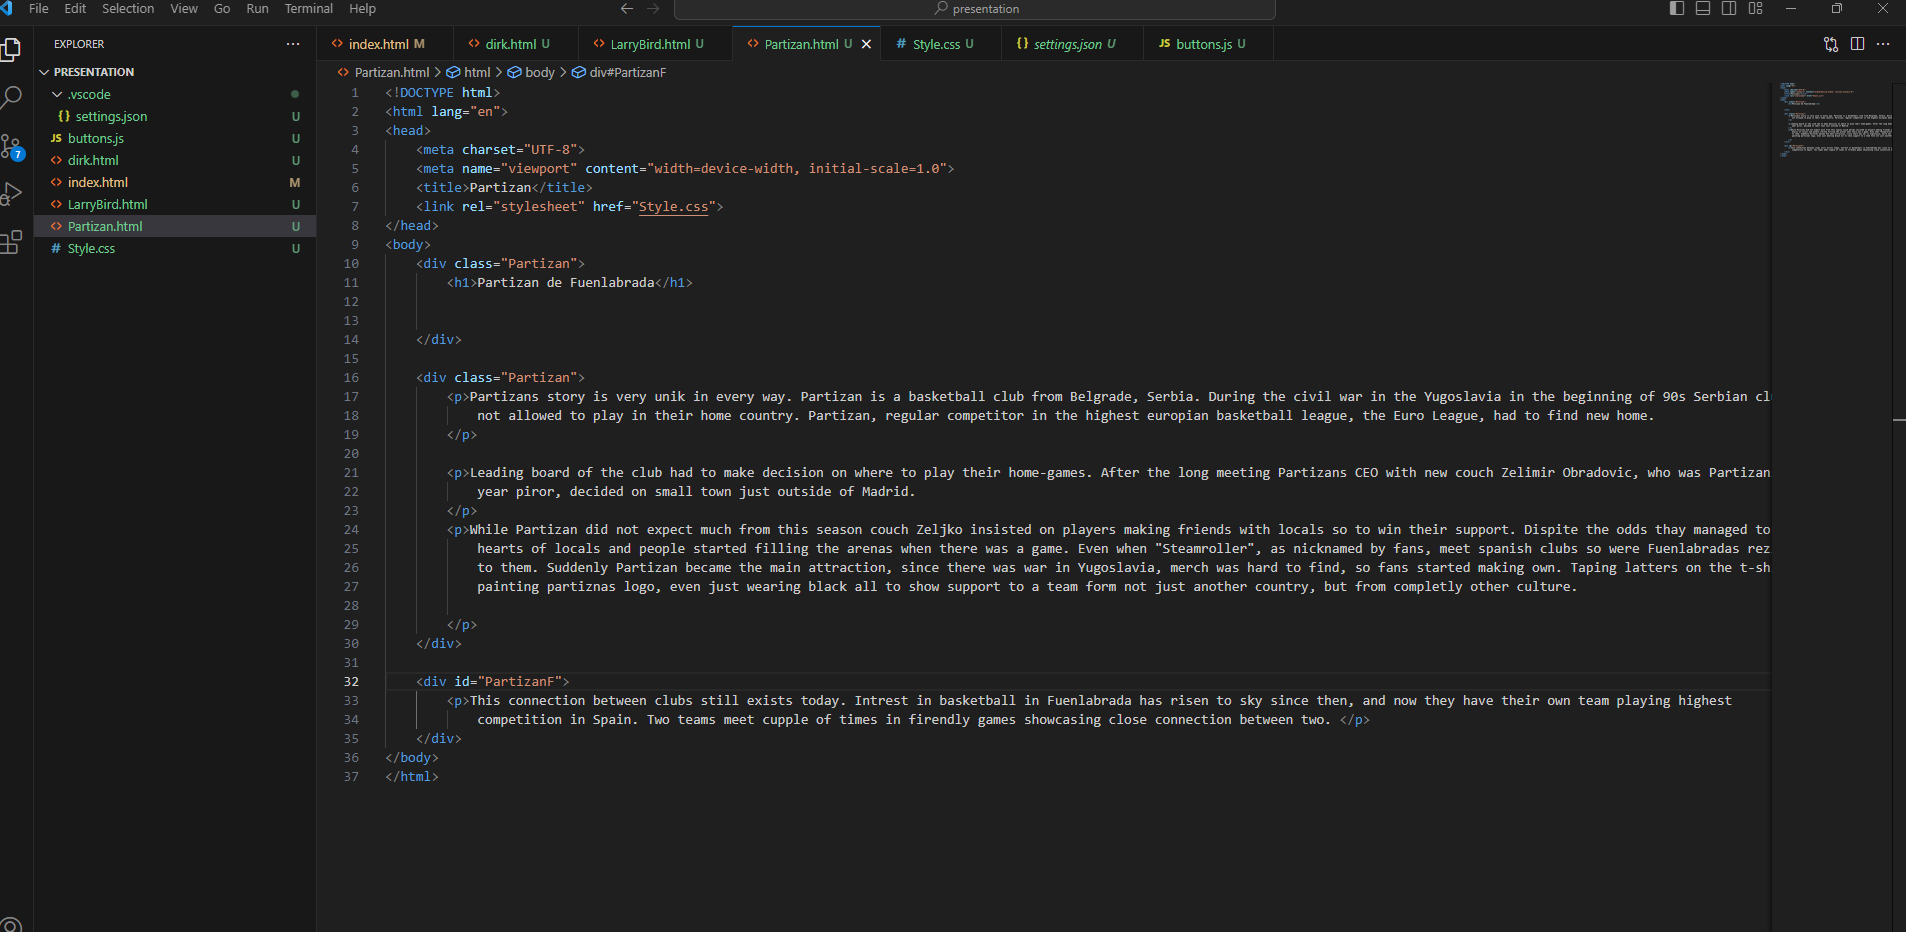 File Edit Selection View Go Run Terminal Help
presentation
EXPLORER
PRESENTATION
.vscode
{} settings.json U
JS buttons.js U
<> dirk.html U
<> index.html M
<> LarryBird.html U
<> Partizan.html U
# Style.css U
7
<> index.html M <> dirk.html U <> LarryBird.html U <> Partizan.html U # Style.css U {} settings.json U JS buttons.js U
<> Partizan.html > html > body > div#PartizanF
1 <!DOCTYPE html>
2 <html lang="en">
3 <head>
4 <meta charset="UTF-8">
5 <meta name="viewport" content="width=device-width, initial-scale=1.0">
6 <title>Partizan</title>
7 <link rel="stylesheet" href="Style.css">
8 </head>
9 <body>
10 <div class="Partizan">
11 <h1>Partizan de Fuenlabrada</h1>
12
13
14 </div>
15
16 <div class="Partizan">
17 <p>Partizans story is very unik in every way. Partizan is a basketball club from Belgrade, Serbia. During the civil war in the Yugoslavia in the beginning of 90s Serbian cl
18 not allowed to play in their home country. Partizan, regular competitor in the highest europian basketball league, the Euro League, had to find new home.
19 </p>
20
21 <p>Leading board of the club had to make decision on where to play their home-games. After the long meeting Partizans CEO with new couch Zelimir Obradovic, who was Partizan
22 year piror, decided on small town just outside of Madrid.
23 </p>
24 <p>While Partizan did not expect much from this season couch Zeljko insisted on players making friends with locals so to win their support. Dispite the odds thay managed to
25 hearts of locals and people started filling the arenas when there was a game. Even when "Steamroller", as nicknamed by fans, meet spanish clubs so were Fuenlabradas rez
26 to them. Suddenly Partizan became the main attraction, since there was war in Yugoslavia, merch was hard to find, so fans started making own. Taping latters on the t-sh
27 painting partiznas logo, even just wearing black all to show support to a team form not just another country, but from completly other culture.
28
29 </p>
30 </div>
31
32 <div id="PartizanF">
33 <p>This connection between clubs still exists today. Intrest in basketball in Fuenlabrada has risen to sky since then, and now they have their own team playing highest
34 competition in Spain. Two teams meet cupple of times in firendly games showcasing close connection between two. </p>
35 </div>
36 </body>
37 </html>